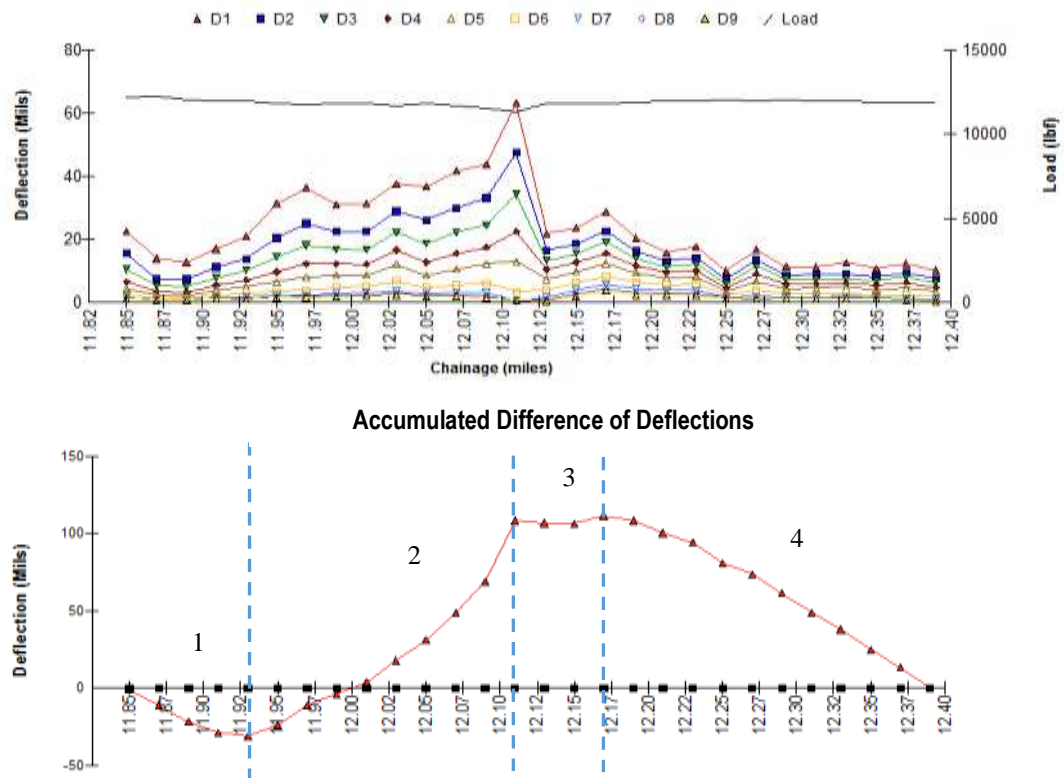 D1 D2 D3 D4 D5 D6 D7 D8 D9 Load
80
60
40
20
0
15000
10000
5000
0
Deflection (Mils)
Load (lbf)
11.82 11.85 11.87 11.90 11.92 11.95 11.97 12.00 12.02 12.05 12.07 12.10 12.12 12.15 12.17 12.20 12.21 12.25 12.27 12.30 12.31 12.35 12.37 12.40
Chainage (miles)
Accumulated Difference of Deflections
150
100
50
0
-50
Deflection (Mils)
1
2
3
4
11.85 11.87 11.90 11.92 11.95 11.97 12.00 12.02 12.05 12.07 12.10 12.12 12.15 12.17 12.20 12.22 12.25 12.27 12.30 12.32 12.35 12.37 12.40